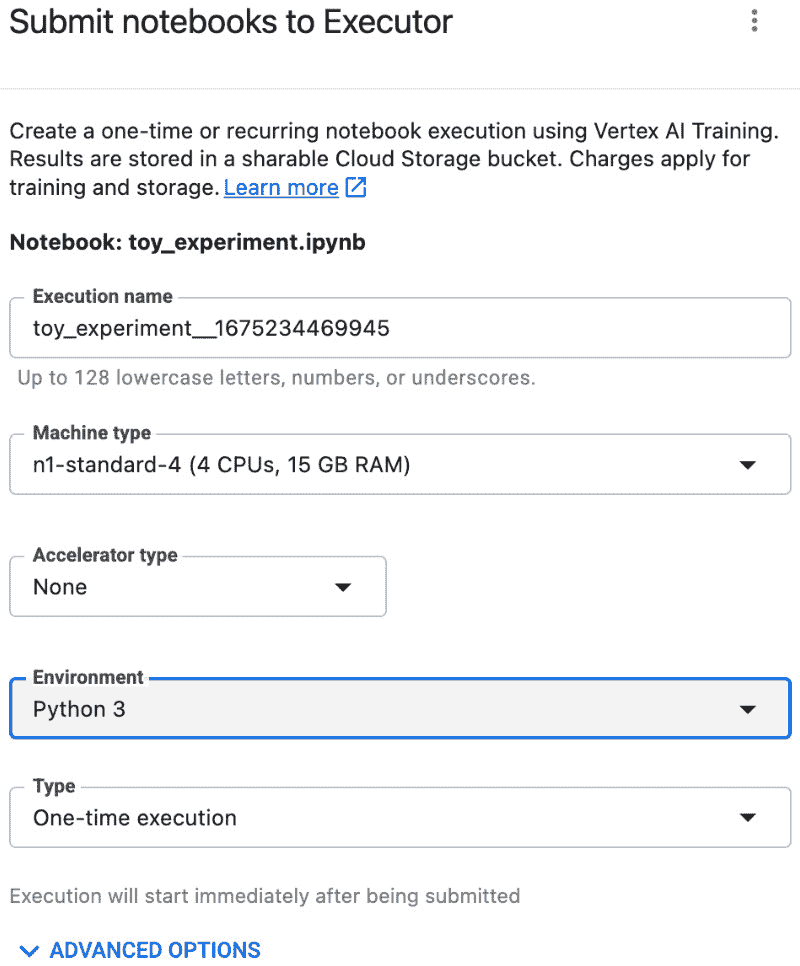 Submit notebooks to Executor
Create a one-time or recurring notebook execution using Vertex AI Training.
Results are stored in a sharable Cloud Storage bucket. Charges apply for
training and storage. Learn more
Notebook: toy_experiment.ipynb
Execution name
toy_experiment__1675234469945
Up to 128 lowercase letters, numbers, or underscores.
Machine type
n1-standard-4 (4 CPUs, 15 GB RAM)
Accelerator type
None
Environment
Python 3
Type
One-time execution
Execution will start immediately after being submitted
ADVANCED OPTIONS